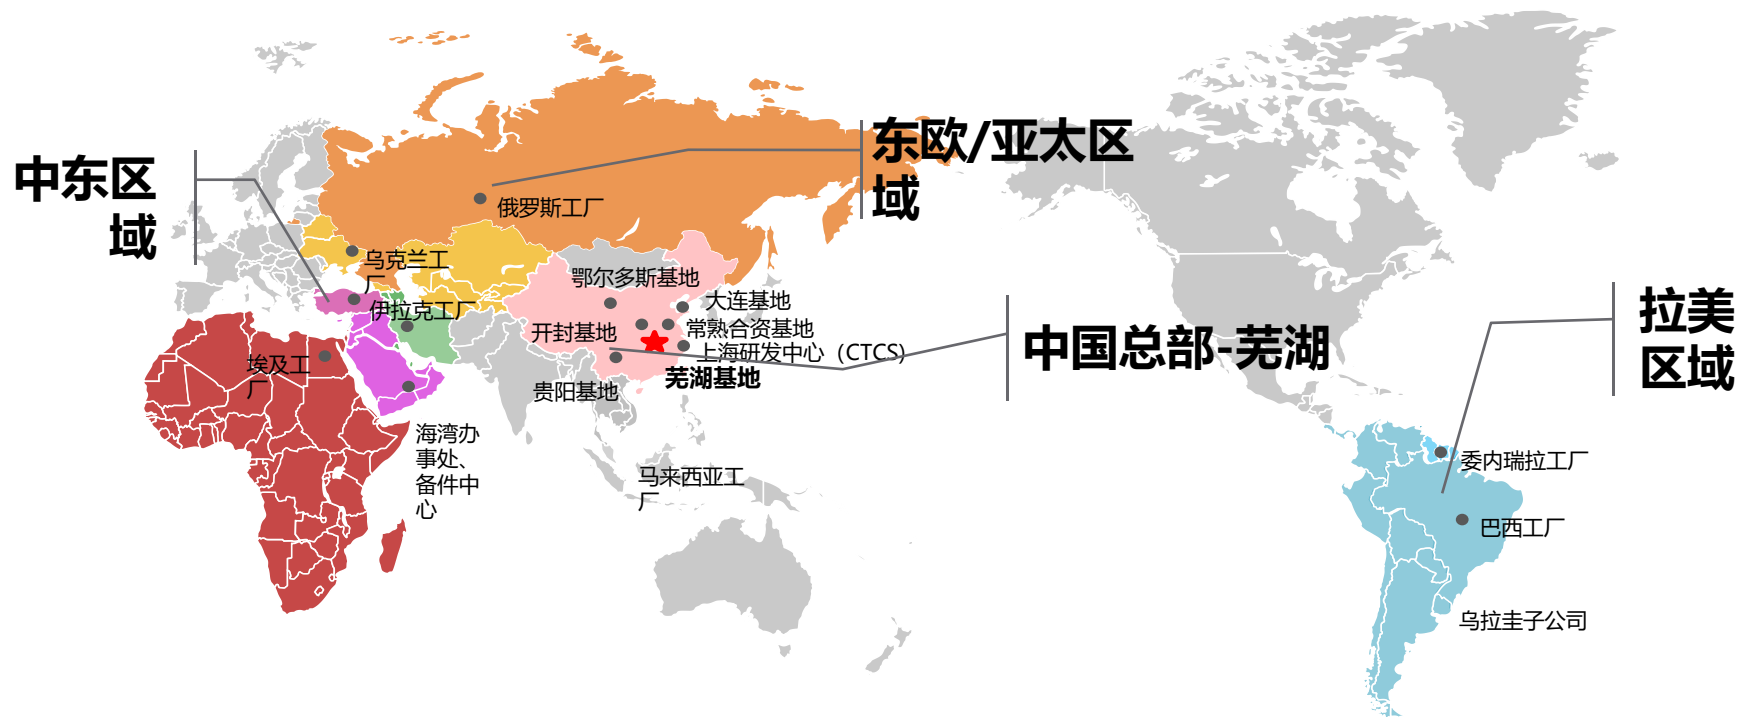 中东区
域
东欧/亚太区
域
俄罗斯工厂
乌克兰工
厂
伊拉克工厂
埃及工
厂
海湾办
事处、
备件中
心
鄂尔多斯基地
大连基地
开封基地
常熟合资基地
上海研发中心（CTCS）
芜湖基地
贵阳基地
马来西亚工
厂
中国总部-芜湖
拉美
区域
委内瑞拉工厂
巴西工厂
乌拉圭子公司